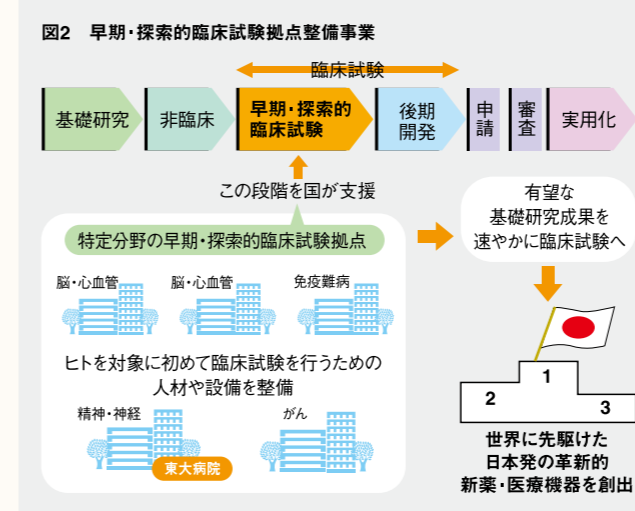 図2 早期・探索的臨床試験拠点整備事業
臨床試験
基礎研究
非臨床
早期・探索的
臨床試験
後期
開発
申請
審査
実用化
この段階を国が支援
特定分野の早期・探索的臨床試験拠点
脳・心血管
脳・心血管
免疫難病
ヒトを対象に初めて臨床試験を行うための
人材や設備を整備
精神・神経
がん
東大病院
有望な
基礎研究成果を
速やかに臨床試験へ
1
2
3
世界に先駆けた
日本発の革新的
新薬・医療機器を創出